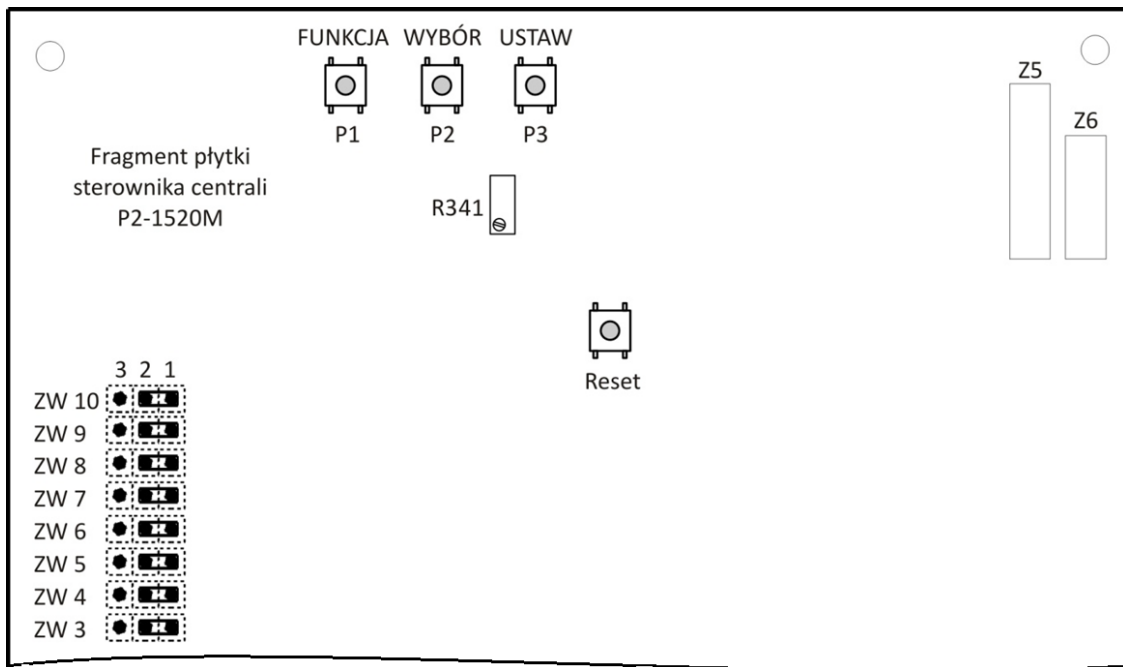 FUNKCJA WYBÓR USTAW
P1 P2 P3
Z5
Z6
Fragment płytki
sterownika centrali
P2-1520M
R341
Reset
3 2 1
ZW 10
ZW 9
ZW 8
ZW 7
ZW 6
ZW 5
ZW 4
ZW 3